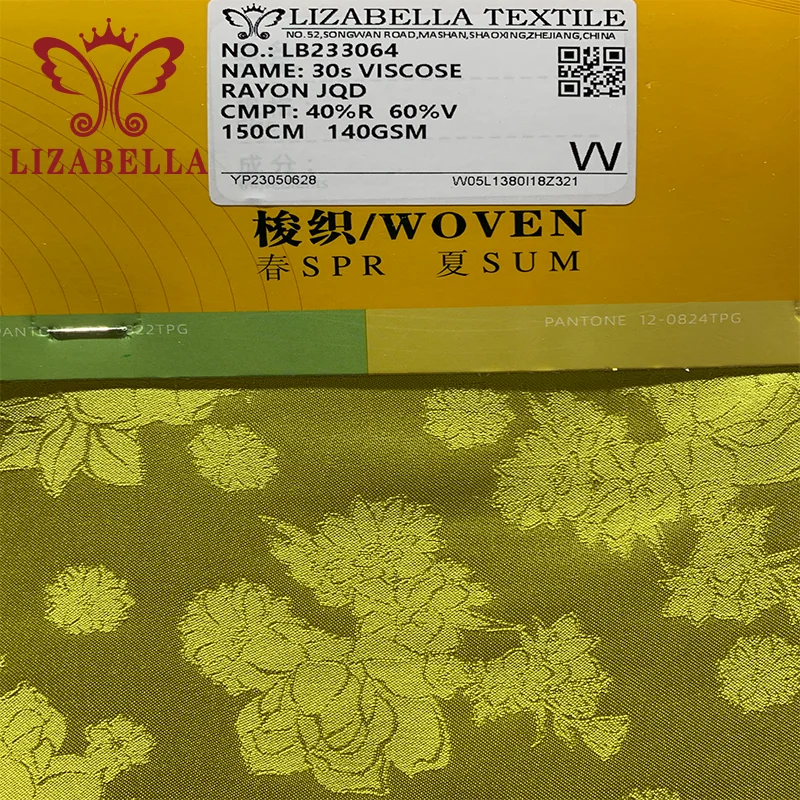 LIZABELLA TEXTILE
NO.52,SONGWAN ROAD,MASHAN,SHAOXING,ZHEJIANG,CHINA
NO.: LB233064
NAME: 30s VISCOSE
RAYON JQD
CMPT: 40%R 60%V
150CM 140GSM
VV
成分:
YP23050628 W05L1380I18Z321
LIZABELLA
梭织/WOVEN
春SPR 夏SUM
22TPG
PANTONE 12-0824TPG